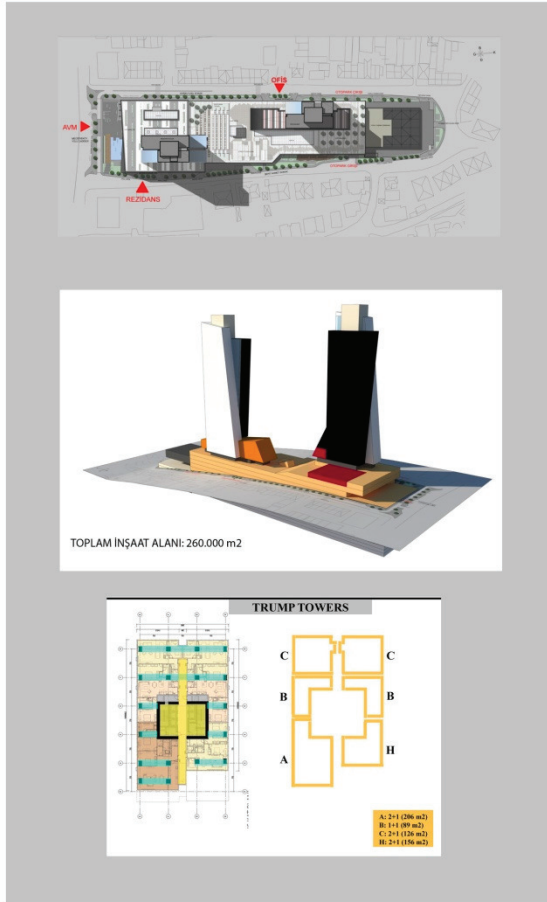 OFİS
AVM
REZİDANS
TOPLAM İNŞAAT ALANI: 260.000 m2
TRUMP TOWERS
C
C
B
B
A
H
A: 2+1 (206 m2)
B: 1+1 (89 m2)
C: 2+1 (126 m2)
H: 2+1 (156 m2)